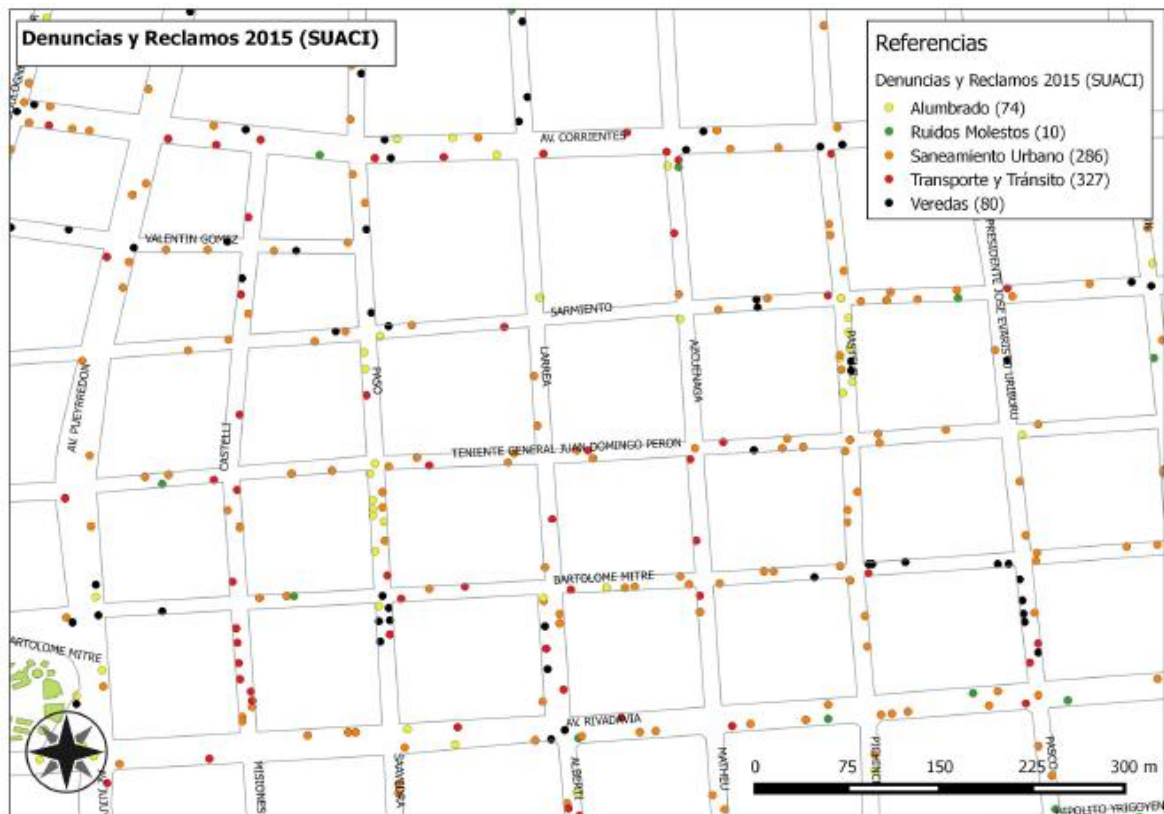 Denuncias y Reclamos 2015 (SUACI)
Referencias
Denuncias y Reclamos 2015 (SUACI)
Alumbrado (74)
Ruidos Molestos (10)
Saneamiento Urbano (286)
Transporte y Tránsito (327)
Veredas (80)
AV. CORRIENTES
VALENTIN GOMEZ
PRESIDENTE JOSE EVARISTO URIBURU
SARMIENTO
AV. PUEYRREDON
PASO
LARREA
AZCUENAGA
PASTEUR
CASTELLI
TENIENTE GENERAL JUAN DOMINGO PERON
BARTOLOME MITRE
BARTOLOME MITRE
AV. RIVADAVIA
AV. JUJUY
MISIONES
SAAVEDRA
ALBERTI
MATHEU
PICHINCHA
PASCO
0 75 150 225 300 m
HIPOLITO YRIGOYEN